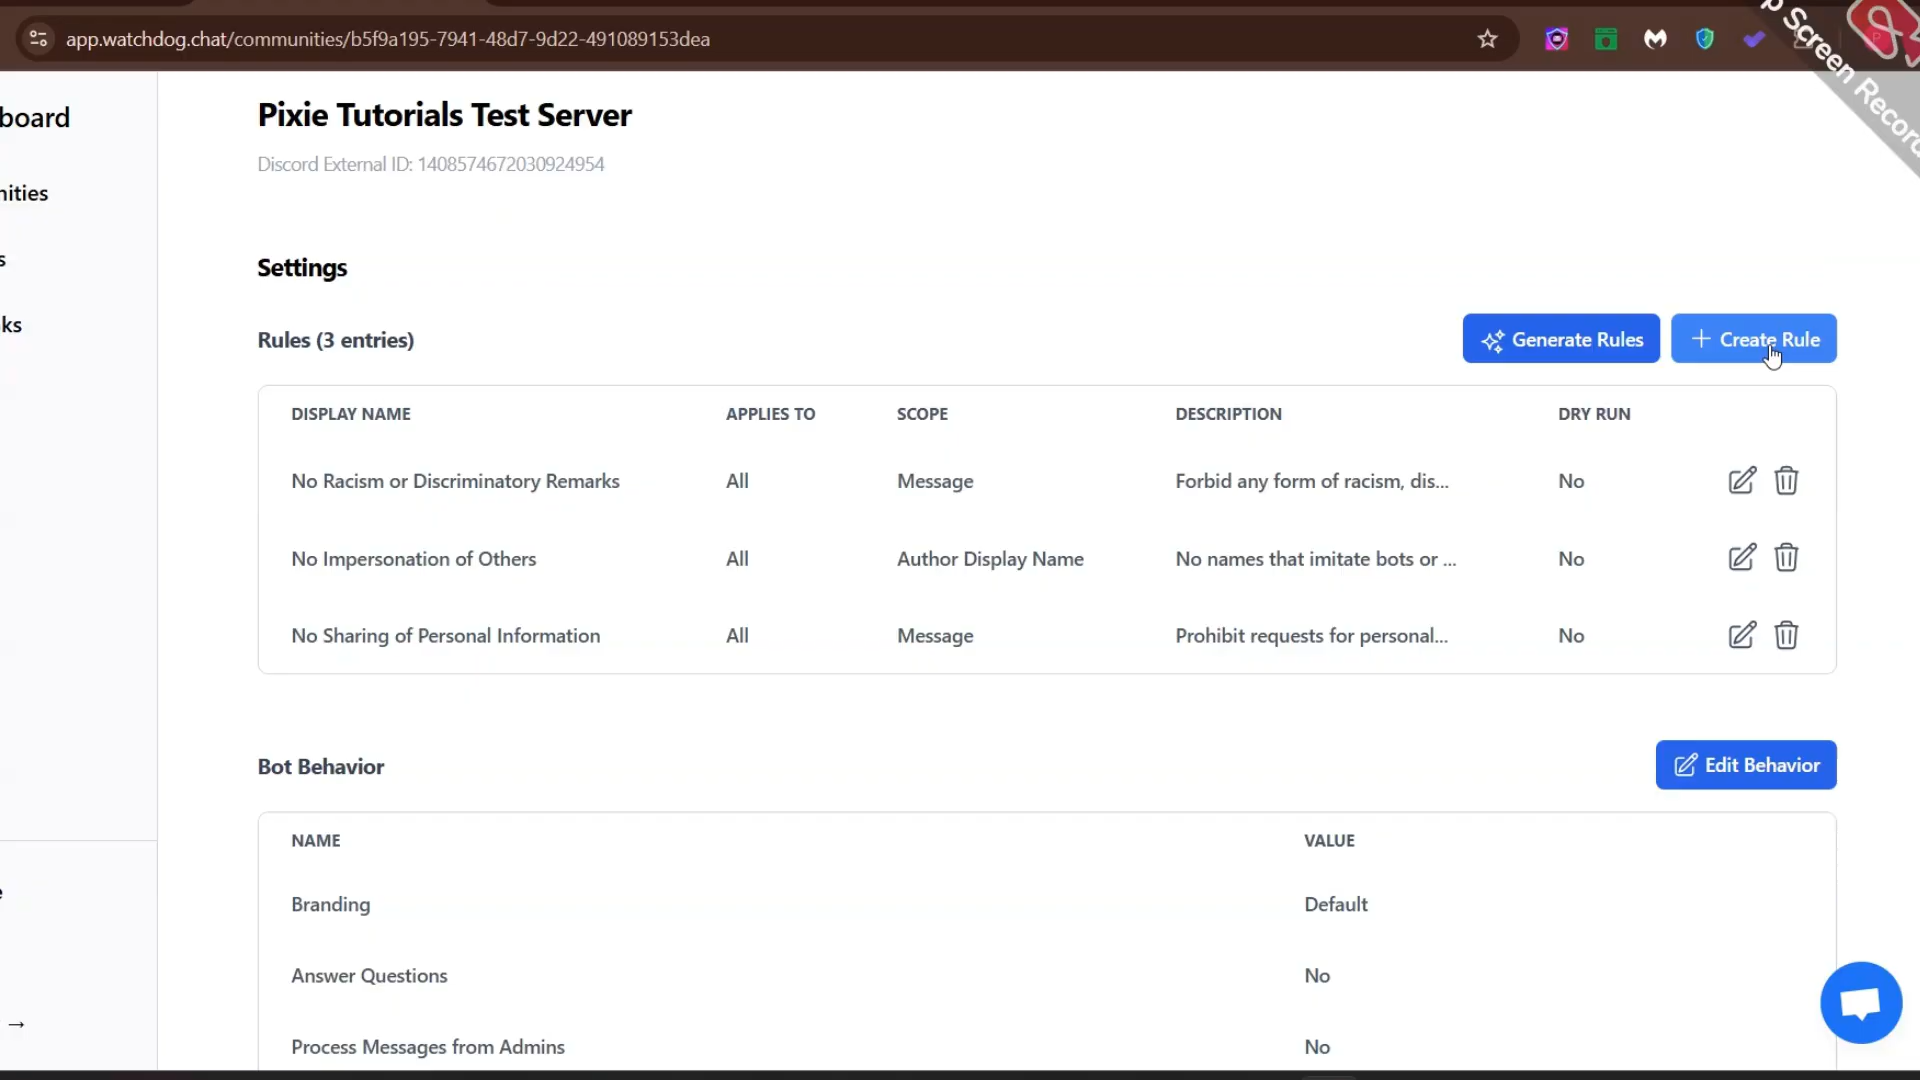 app.watchdog.chat/communities/b5f9a195-7941-48d7-9d22-491089153dea
p Screen Recor
board
nities
s
ks
e
→
Pixie Tutorials Test Server
Discord External ID: 1408574672030924954
Settings
Rules (3 entries)
Generate Rules
+ Create Rule
DISPLAY NAME APPLIES TO SCOPE DESCRIPTION DRY RUN
No Racism or Discriminatory Remarks All Message Forbid any form of racism, dis... No
No Impersonation of Others All Author Display Name No names that imitate bots or ... No
No Sharing of Personal Information All Message Prohibit requests for personal... No
Bot Behavior
Edit Behavior
NAME VALUE
Branding Default
Answer Questions No
Process Messages from Admins No